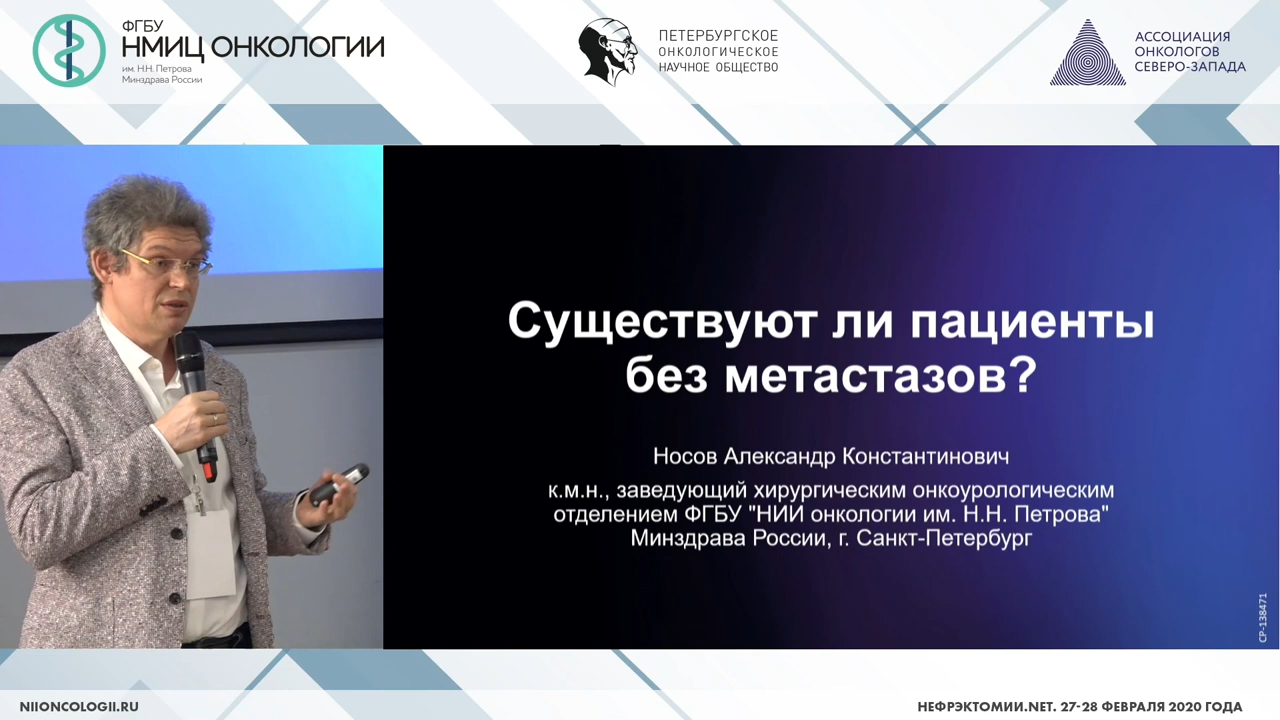 ФГБУ
НМИЦ ОНКОЛОГИИ
им. Н.Н. Петрова
Минздрава России
ПЕТЕРБУРГСКОЕ
ОНКОЛОГИЧЕСКОЕ
НАУЧНОЕ ОБЩЕСТВО
АССОЦИАЦИЯ
ОНКОЛОГОВ
СЕВЕРО-ЗАПАДА
Существуют ли пациенты
без метастазов?
Носов Александр Константинович
к.м.н., заведующий хирургическим онкоурологическим
отделением ФГБУ "НИИ онкологии им. Н.Н. Петрова"
Минздрава России, г. Санкт-Петербург
CP-138471
NIIONCOLOGII.RU
НЕФРЭКТОМИИ.NET. 27-28 ФЕВРАЛЯ 2020 ГОДА